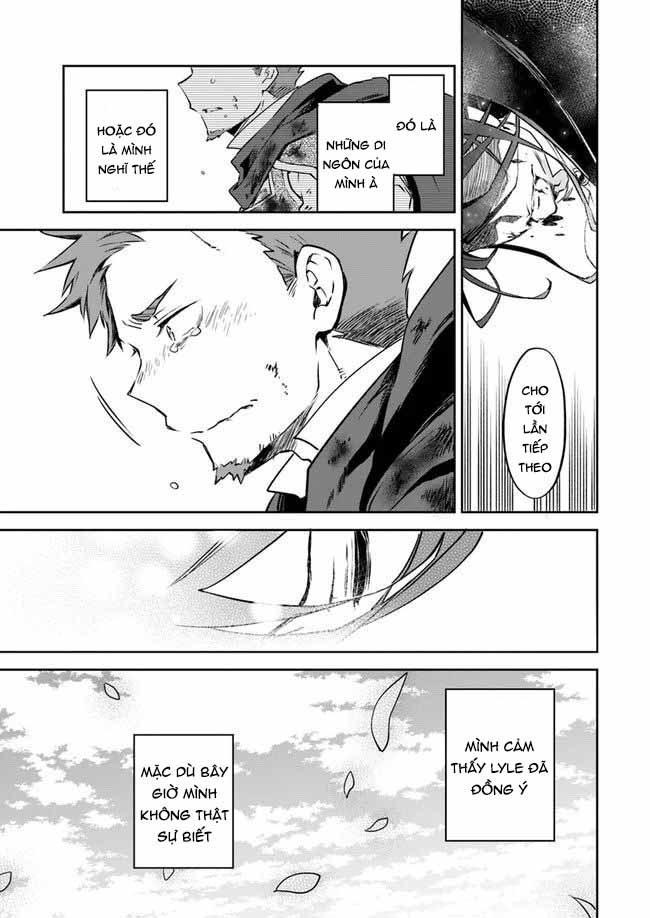 CHO
TỚI
LẦN
TIẾP
THEO
ĐÓ LÀ
NHỮNG DI
NGÔN CỦA
MÌNH À
HOẶC ĐÓ
LÀ MÌNH
NGHĨ THẾ
MÌNH CẢM
THẤY LYLE ĐÃ
ĐỒNG Ý
MẶC DÙ BÂY
GIỜ MÌNH
KHÔNG THẬT
SỰ BIẾT